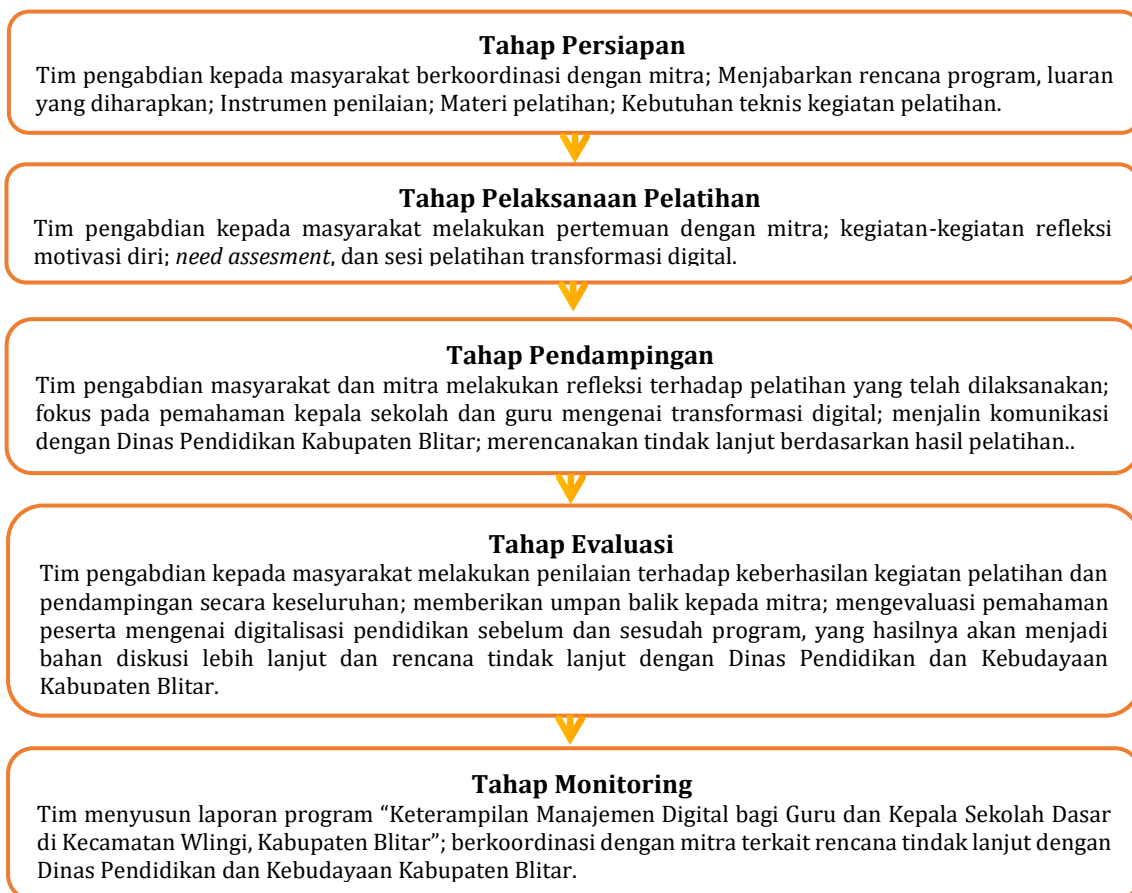 Tahap Persiapan
Tim pengabdian kepada masyarakat berkoordinasi dengan mitra; Menjabarkan rencana program, luaran
yang diharapkan; Instrumen penilaian; Materi pelatihan; Kebutuhan teknis kegiatan pelatihan.
Tahap Pelaksanaan Pelatihan
Tim pengabdian kepada masyarakat melakukan pertemuan dengan mitra; kegiatan-kegiatan refleksi
motivasi diri; need assesment, dan sesi pelatihan transformasi digital.
Tahap Pendampingan
Tim pengabdian masyarakat dan mitra melakukan refleksi terhadap pelatihan yang telah dilaksanakan;
fokus pada pemahaman kepala sekolah dan guru mengenai transformasi digital; menjalin komunikasi
dengan Dinas Pendidikan Kabupaten Blitar; merencanakan tindak lanjut berdasarkan hasil pelatihan..
Tahap Evaluasi
Tim pengabdian kepada masyarakat melakukan penilaian terhadap keberhasilan kegiatan pelatihan dan
pendampingan secara keseluruhan; memberikan umpan balik kepada mitra; mengevaluasi pemahaman
peserta mengenai digitalisasi pendidikan sebelum dan sesudah program, yang hasilnya akan menjadi
bahan diskusi lebih lanjut dan rencana tindak lanjut dengan Dinas Pendidikan dan Kebudayaan
Kabupaten Blitar.
Tahap Monitoring
Tim menyusun laporan program “Keterampilan Manajemen Digital bagi Guru dan Kepala Sekolah Dasar
di Kecamatan Wlingi, Kabupaten Blitar”; berkoordinasi dengan mitra terkait rencana tindak lanjut dengan
Dinas Pendidikan dan Kebudayaan Kabupaten Blitar.